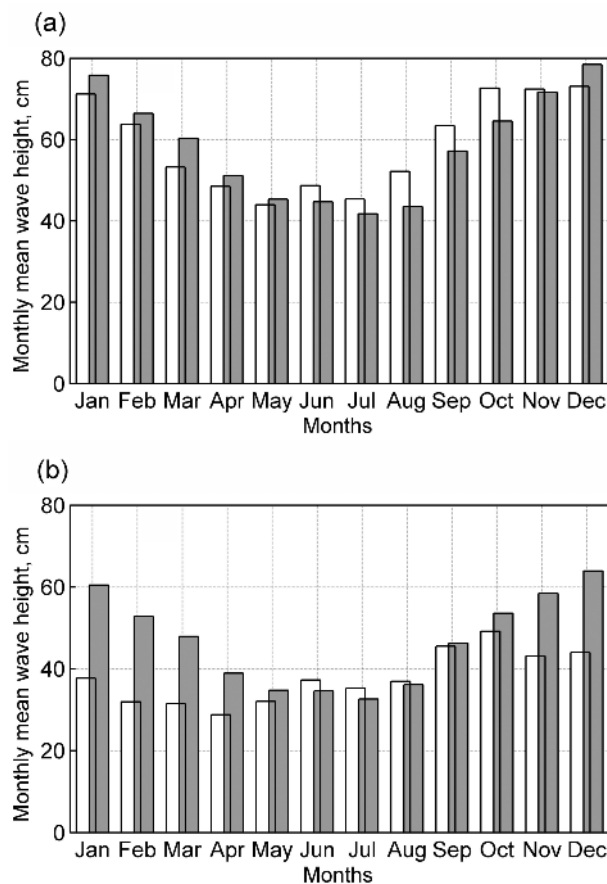 (a)
80
60
40
20
0
Monthly mean wave height, cm
Jan Feb Mar Apr May Jun Jul Aug Sep Oct Nov Dec
Months
(b)
80
60
40
20
0
Monthly mean wave height, cm
Jan Feb Mar Apr May Jun Jul Aug Sep Oct Nov Dec
Months